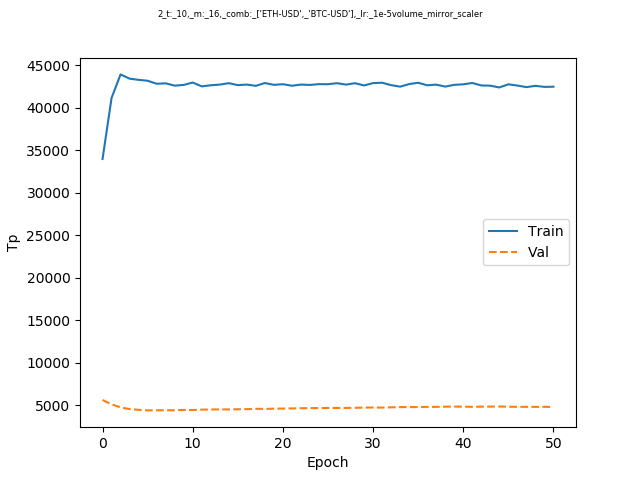 2_t:_10,_m:_16,_comb:_['ETH-USD',_'BTC-USD'],_lr:_1e-5volume_mirror_scaler
45000
40000
35000
30000
25000
20000
15000
10000
5000
Tp
Train
Val
0 10 20 30 40 50
Epoch